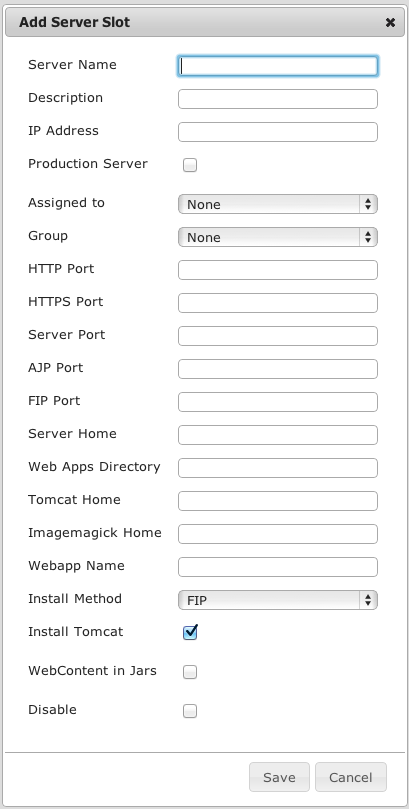 Add Server Slot
Server Name
Description
IP Address
Production Server
Assigned to None
Group None
HTTP Port
HTTPS Port
Server Port
AJP Port
FIP Port
Server Home
Web Apps Directory
Tomcat Home
Imagemagick Home
Webapp Name
Install Method FIP
Install Tomcat
WebContent in Jars
Disable
Save Cancel